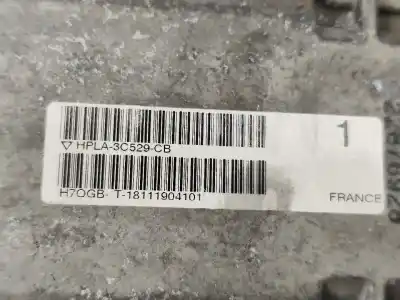 1
▽ HPLA-3C529-CB
H7OGB- T-18111904101
FRANCE